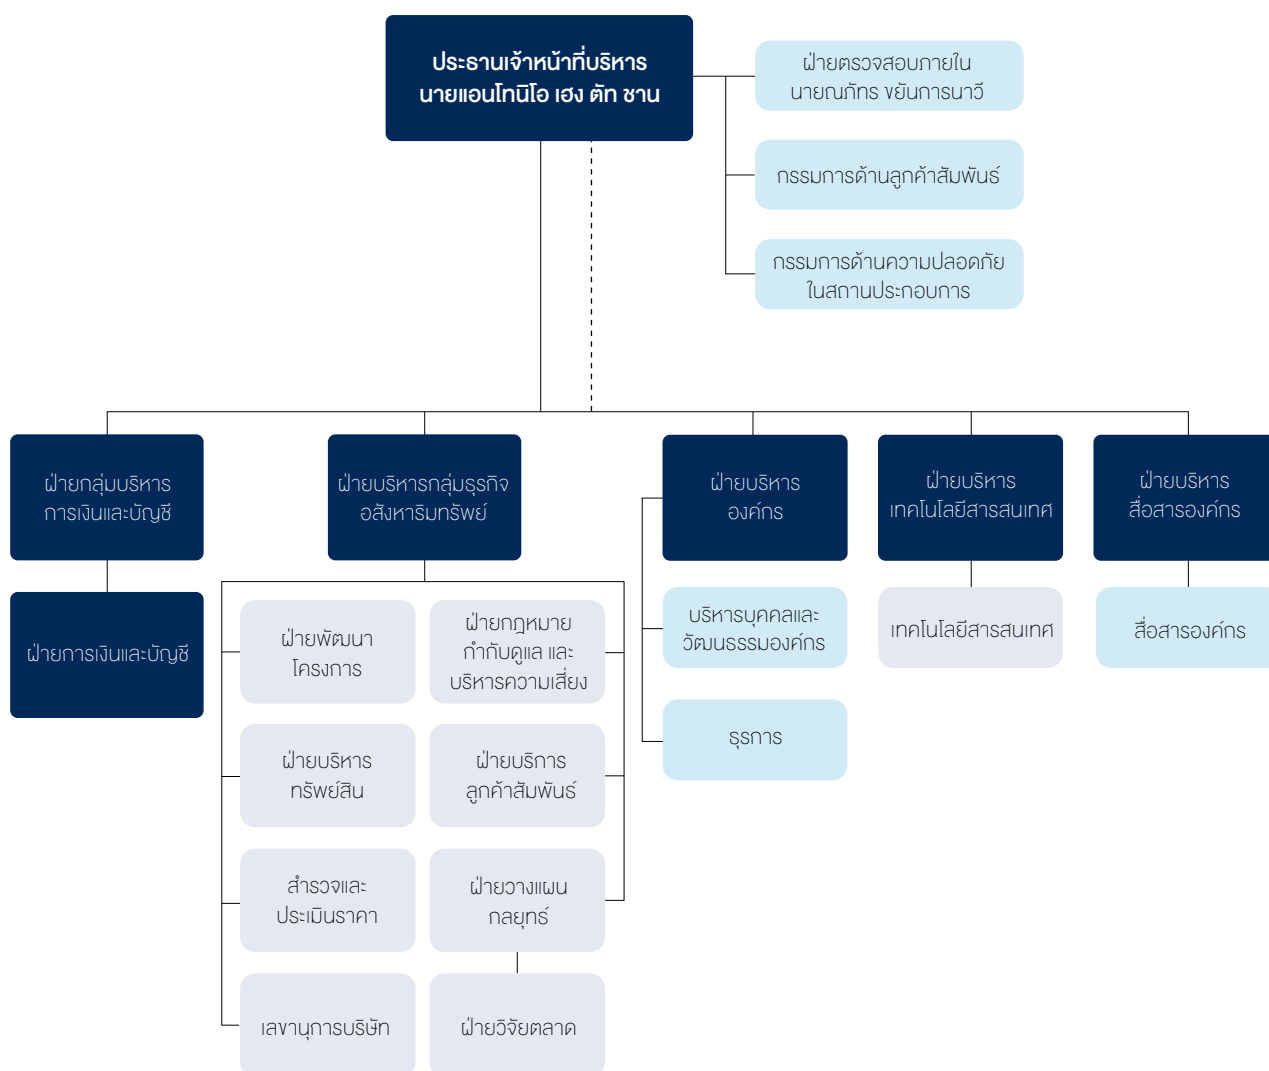 ประธานเจ้าหน้าที่บริหาร
นายแอนโทนิโอ เฮง ตัท ชาน
ฝ่ายตรวจสอบภายใน
นายณภัทร ขยันการนาวี
กรรมการด้านลูกค้าสัมพันธ์
กรรมการด้านความปลอดภัย
ในสถานประกอบการ
ฝ่ายกลุ่มบริหาร
การเงินและบัญชี
ฝ่ายบริหารกลุ่มธุรกิจ
อสังหาริมทรัพย์
ฝ่ายบริหาร
องค์กร
ฝ่ายบริหาร
เทคโนโลยีสารสนเทศ
ฝ่ายบริหาร
สื่อสารองค์กร
ฝ่ายการเงินและบัญชี
ฝ่ายพัฒนา
โครงการ
ฝ่ายกฎหมาย
กำกับดูแล และ
บริหารความเสี่ยง
บริหารบุคคลและ
วัฒนธรรมองค์กร
เทคโนโลยีสารสนเทศ
สื่อสารองค์กร
ฝ่ายบริหาร
ทรัพย์สิน
ฝ่ายบริการ
ลูกค้าสัมพันธ์
ธุรการ
สำรวจและ
ประเมินราคา
ฝ่ายวางแผน
กลยุทธ์
เลขานุการบริษัท
ฝ่ายวิจัยตลาด